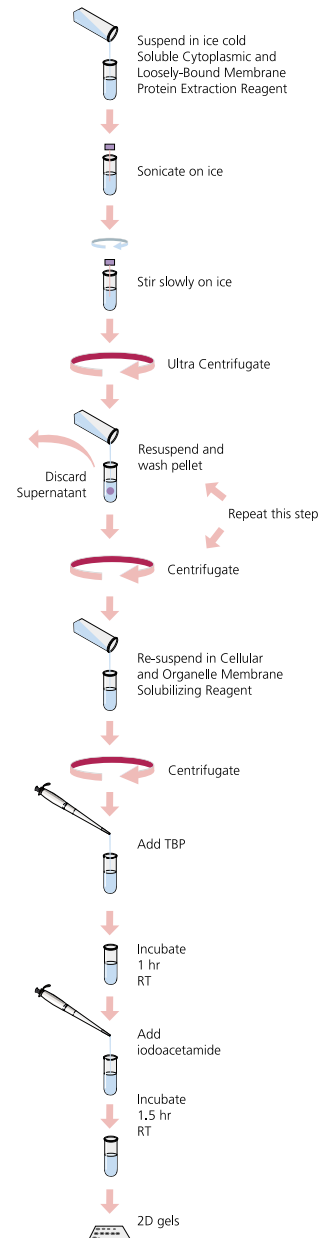 Suspend in ice cold
Soluble Cytoplasmic and
Loosely-Bound Membrane
Protein Extraction Reagent
Sonicate on ice
Stir slowly on ice
Ultra Centrifugate
Resuspend and
wash pellet
Discard
Supernatant
Repeat this step
Centrifugate
Re-suspend in Cellular
and Organelle Membrane
Solubilizing Reagent
Centrifugate
Add TBP
Incubate
1 hr
RT
Add
iodoacetamide
Incubate
1.5 hr
RT
2D gels